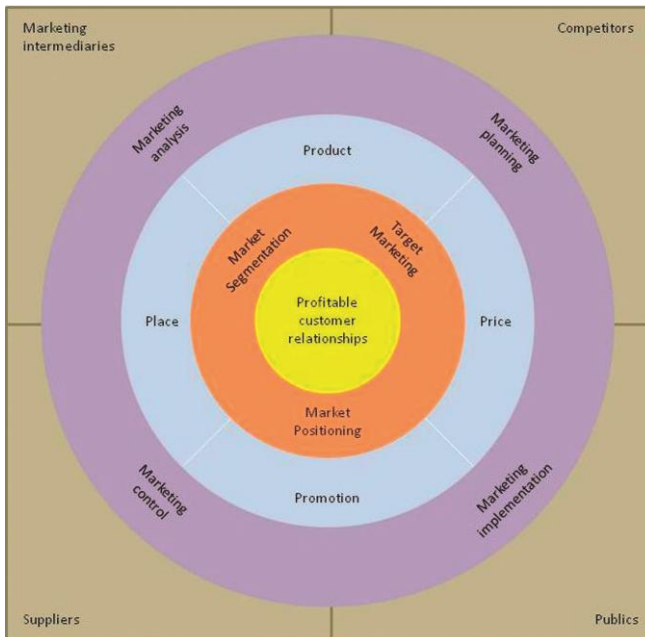 Marketing
intermediaries
Competitors
Marketing
analysis
Marketing
planning
Product
Market
Segmentation
Target
Marketing
Profitable
customer
relationships
Place
Price
Market
Positioning
Marketing
control
Marketing
implementation
Promotion
Suppliers
Publics